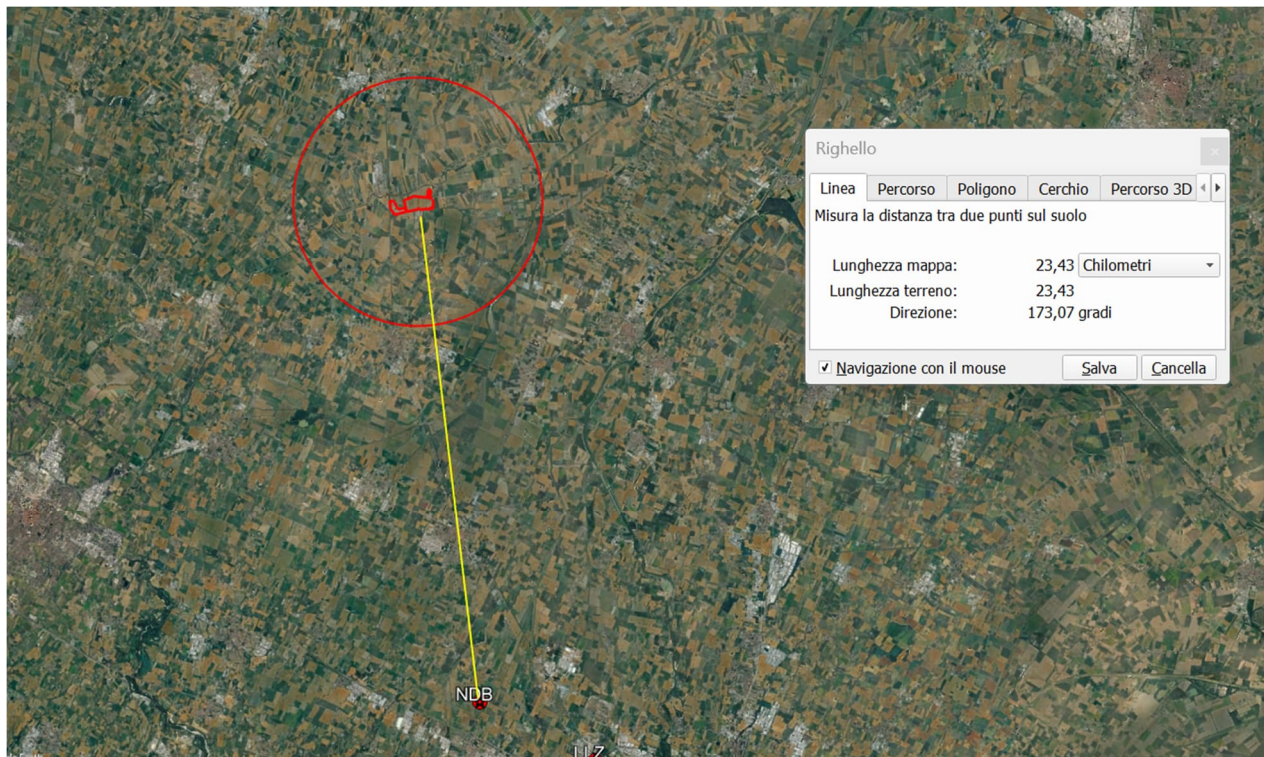 Righello
Linea Percorso Poligono Cerchio Percorso 3D
Misura la distanza tra due punti sul suolo
Lunghezza mappa: 23,43 Chilometri
Lunghezza terreno: 23,43
Direzione: 173,07 gradi
Navigazione con il mouse Salva Cancella
NDB